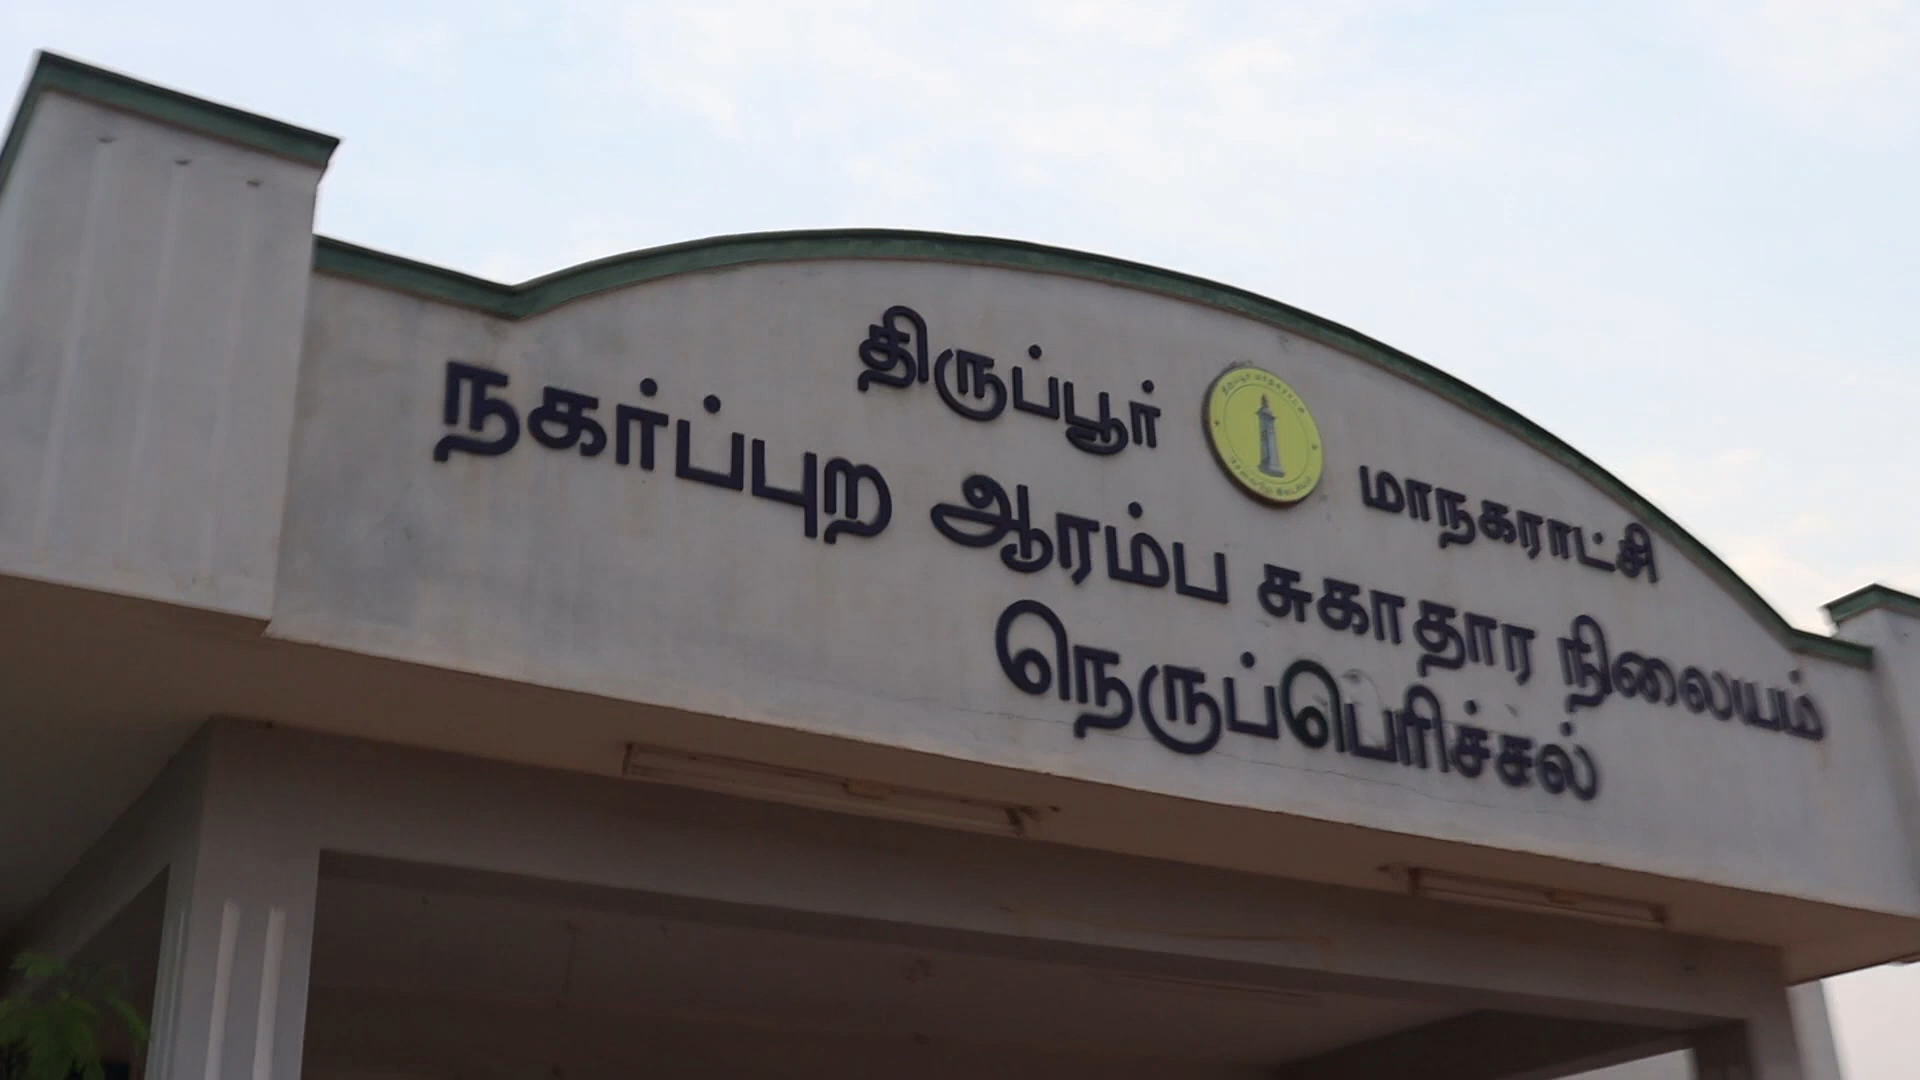 திருப்பூர் மாநகராட்சி
நகர்ப்புற ஆரம்ப சுகாதார நிலையம்
நெருப்பெரிச்சல்